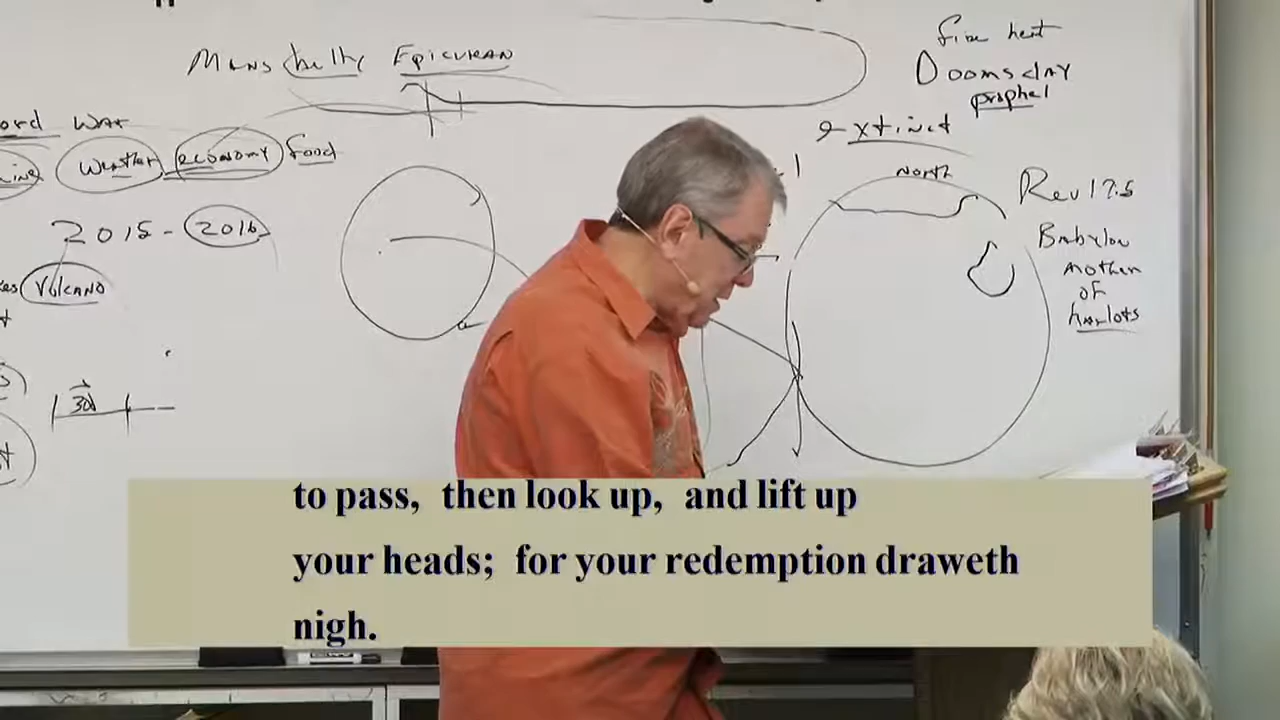 Mans belly Epicurean
Fire heat
Doomsday
prophet
ord War
Weather economy Food
extinct
North
Rev 17:5
2015 - 2016
Babylon
mother
of
harlots
Volcano
30
to pass, then look up, and lift up
your heads; for your redemption draweth
nigh.